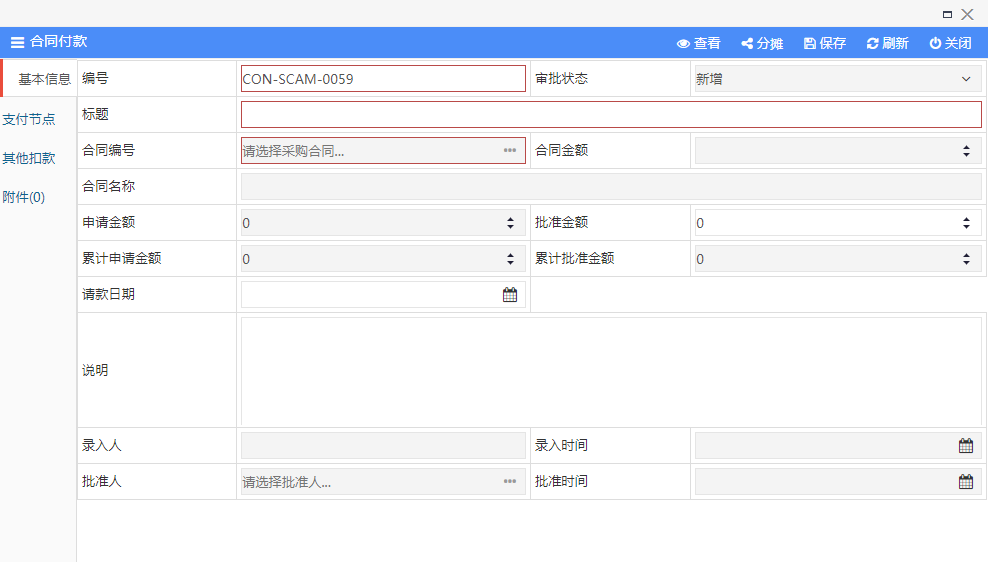 合同付款
查看 分摊 保存 刷新 关闭
基本信息 编号 CON-SCAM-0059 审批状态 新增
支付节点 标题
其他扣款 合同编号 请选择采购合同... 合同金额
附件(0) 合同名称
申请金额 0 批准金额 0
累计申请金额 0 累计批准金额 0
请款日期
说明
录入人 录入时间
批准人 请选择批准人... 批准时间